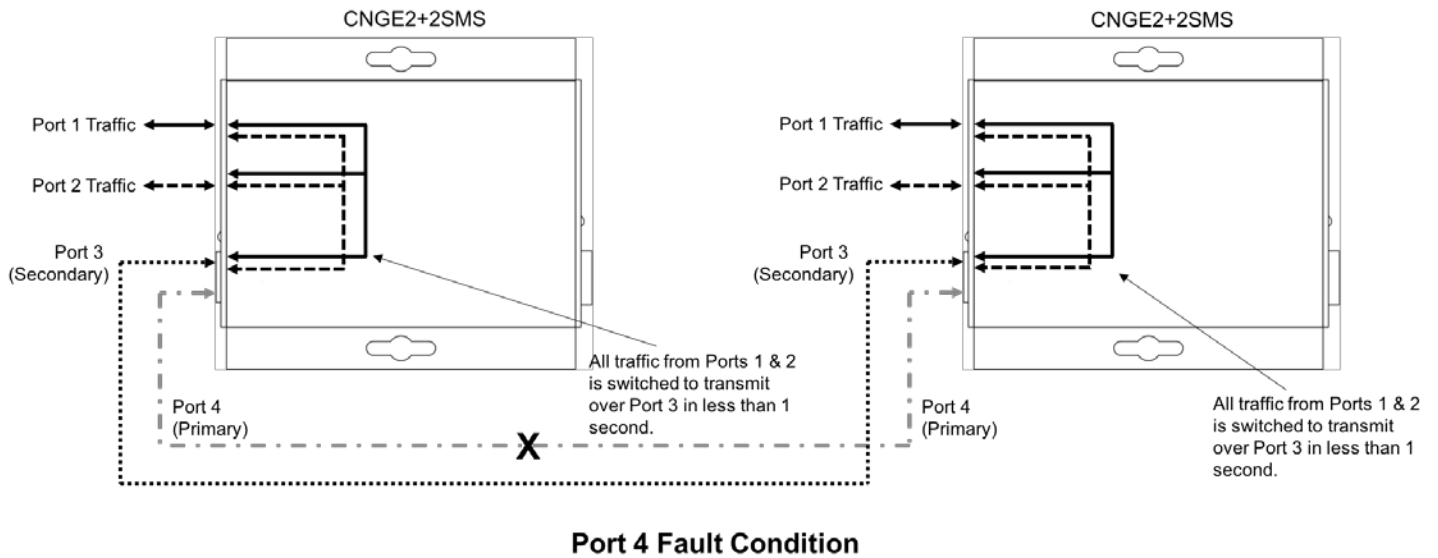 CNGE2+2SMS
Port 1 Traffic
Port 2 Traffic
Port 3
(Secondary)
Port 4
(Primary)
All traffic from Ports 1 & 2
is switched to transmit
over Port 3 in less than 1
second.
X
CNGE2+2SMS
Port 1 Traffic
Port 2 Traffic
Port 3
(Secondary)
Port 4
(Primary)
All traffic from Ports 1 & 2
is switched to transmit
over Port 3 in less than 1
second.
Port 4 Fault Condition